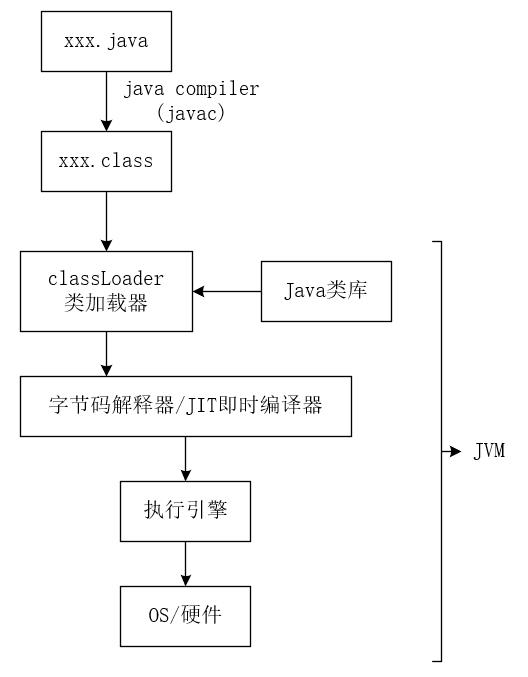 xxx.java
java compiler
(javac)
xxx.class
classLoader
类加载器
Java类库
字节码解释器/JIT即时编译器
JVM
执行引擎
OS/硬件